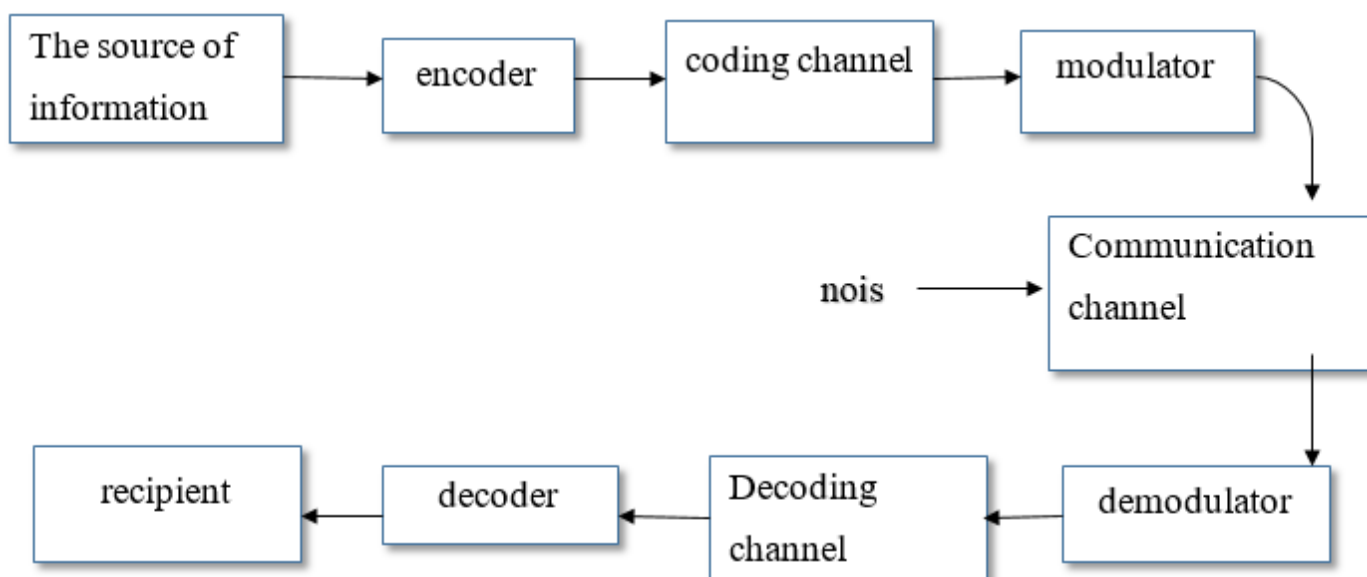 The source of
information
encoder
coding channel
modulator
Communication
channel
nois
demodulator
Decoding
channel
decoder
recipient